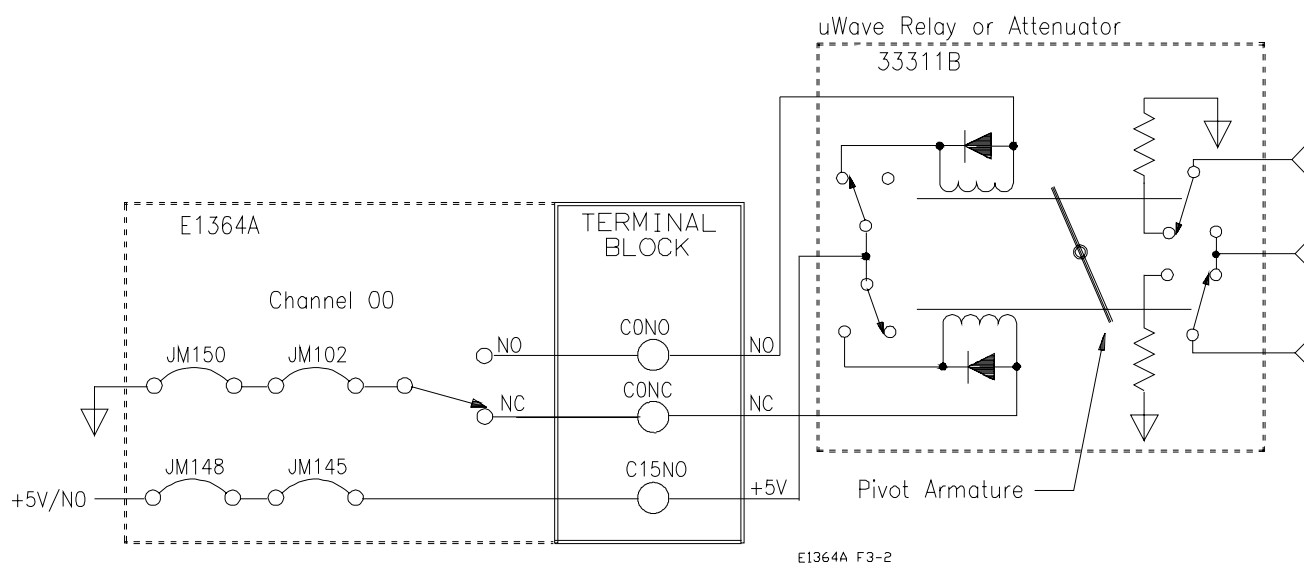 uWave Relay or Attenuator
33311B
E1364A
TERMINAL
BLOCK
Channel 00
C0NO
NO
NO
JM150
JM102
C0NC
NC
NC
JM148
JM145
C15NO
+5V/NO
+5V
Pivot Armature
E1364A F3-2